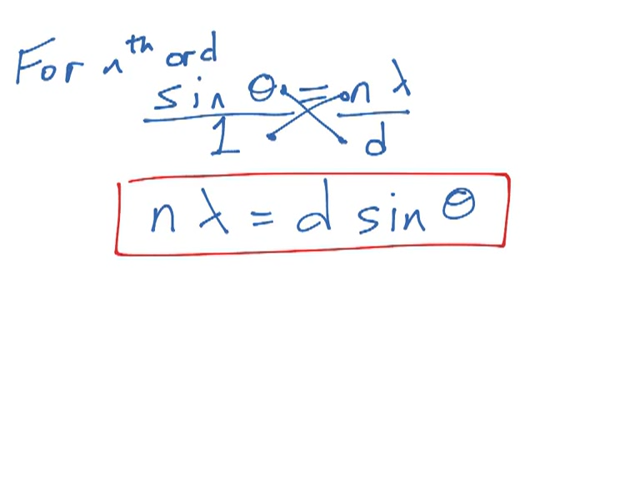 For nth ord
sin θ = nλ
1 d
nλ = d sin θ